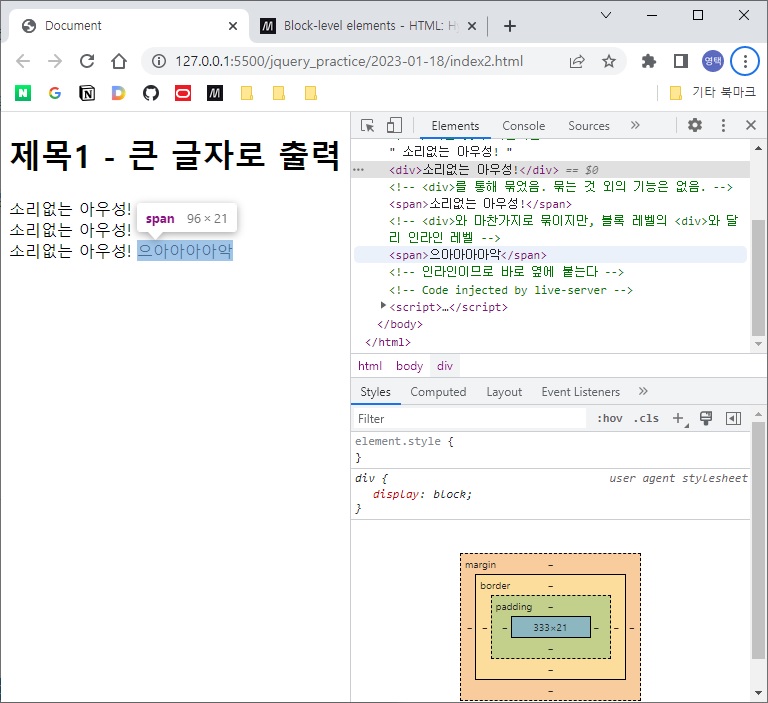 Document
Block-level elements - HTML: H
127.0.0.1:5500/jquery_practice/2023-01-18/index2.html
영택
기타 북마크
제목1 - 큰 글자로 출력
소리없는 아우성!
소리없는 아우성!
소리없는 아우성! 으아아아아악
span 96 × 21
Elements Console Sources
" 소리없는 아우성! "
<div>소리없는 아우성!</div> == $0
<!-- <div>를 통해 묶었음. 묶는 것 외의 기능은 없음. -->
<span>소리없는 아우성!</span>
<!-- <div>와 마찬가지로 묶이지만, 블록 레벨의 <div>와 달
리 인라인 레벨 -->
<span>으아아아아악</span>
<!-- 인라인이므로 바로 옆에 붙는다 -->
<!-- Code injected by live-server -->
<script>…</script>
</body>
</html>
html body div
Styles Computed Layout Event Listeners
Filter :hov .cls
element.style {
}
div { user agent stylesheet
display: block;
}
margin
border
padding
333×21